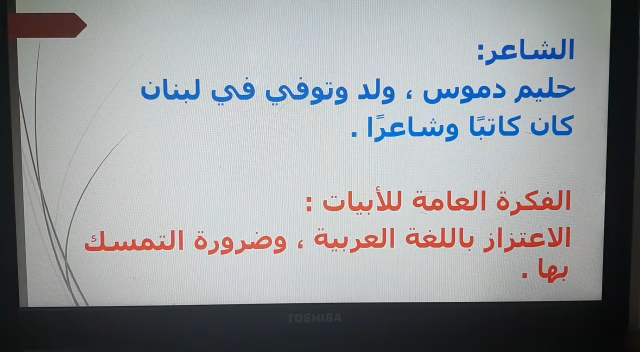 الشاعر:
حليم دموس ، ولد وتوفي في لبنان
كان كاتبًا وشاعرًا .
الفكرة العامة للأبيات :
الاعتزاز باللغة العربية ، وضرورة التمسك
بها .
TOSHIBA